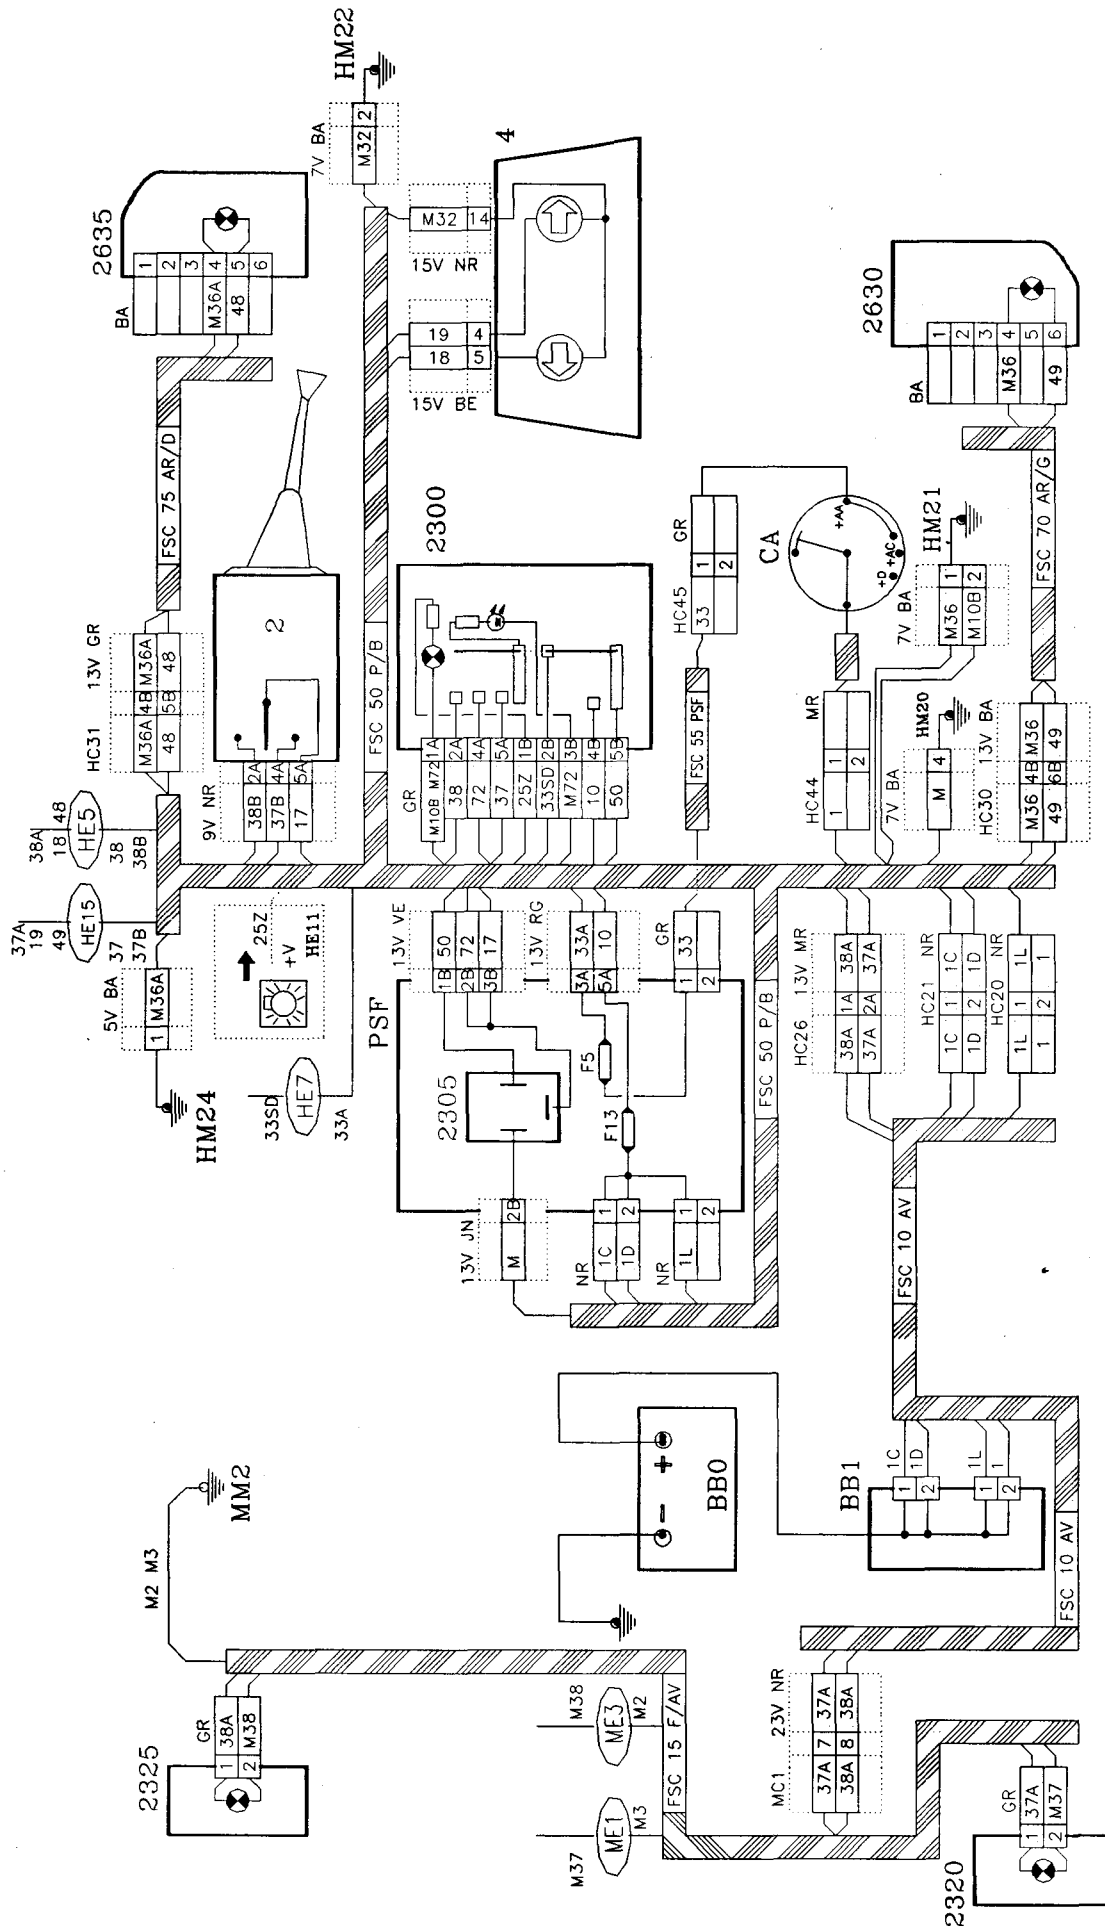 HM22
7V BA
M32 2
2635
BA
1
2
3
M36A 4
48 5
6
M32 14
15V NR
4
19 4
18 5
15V BE
FSC 75 AR/D
FSC 50 P/B
2630
BA
1
2
3
M36 4
5
49 6
2
9V NR
38B 2A
37B 4A
17 5A
HC31
13V GR
M36A 4B M36A
48 5B 48
2300
GR
M10B M72 1A
38 2A
72 4A
37 5A
25Z 1B
33SD 2B
M72 3B
10 4B
50 5B
HC45
GR
33 1
2
FSC 55 PSF
CA
+AA
+AC
+D
HM21
7V BA
M36 1
M10B 2
FSC 70 AR/G
HC44
MR
1 1
2
HM20
7V BA
M 4
HC30
13V BA
M36 4B M36
49 6B 49
38A
18 48
HE5
38
38B
37A
19
49
HE15
37
37B
5V BA
1 M36A
HM24
25Z
+V
HE11
33SD
HE7
33A
PSF
13V VE
1B 50
2B 72
3B 17
13V RG
3A 33A
5A 10
GR
1 33
2
2305
F5
F13
13V JN
M 2B
NR
1C 1
1D 2
NR
1L 1
2
FSC 50 P/B
HC26
13V MR
38A 1A 38A
37A 2A 37A
HC21
NR
1C 1 1C
1D 2 1D
HC20
NR
1L 1 1L
1 2 1
FSC 10 AV
MM2
M2 M3
BB0
+
-
BB1
1 1C
2 1D
1 1L
2 1
FSC 10 AV
2325
GR
1 38A
2 M38
M38
ME3
M2
FSC 15 F/AV
M37
ME1
M3
MC1
23V NR
37A 7 37A
38A 8 38A
2320
GR
1 37A
2 M37